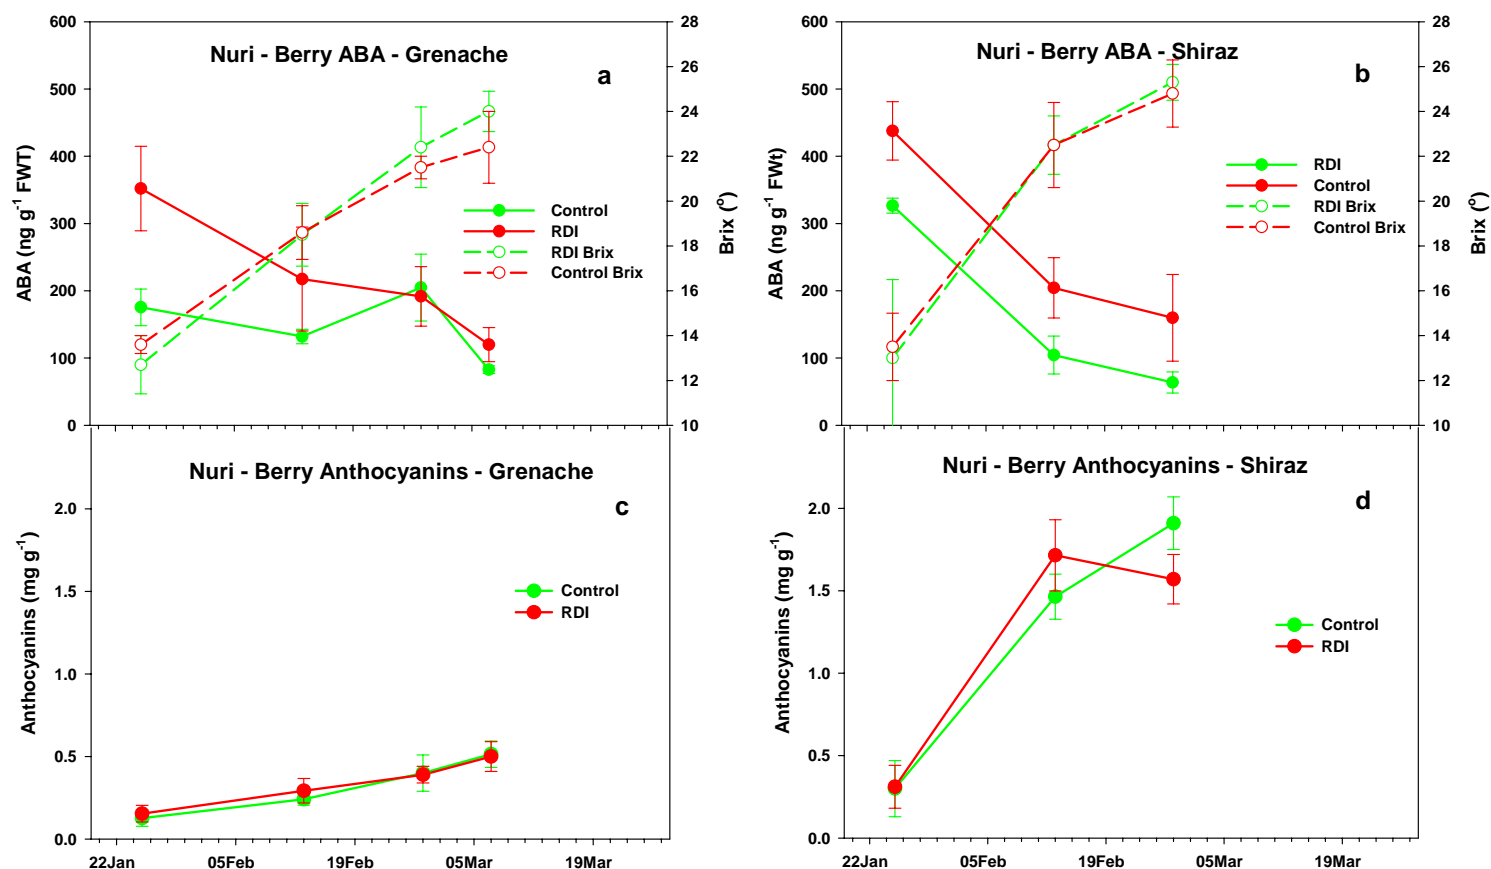 Nuri - Berry ABA - Grenache
a
ABA (ng g⁻¹ FWT)
600
500
400
300
200
100
0
28
26
24
22
20
18
16
14
12
10
Brix (º)
Control
RDI
RDI Brix
Control Brix
Nuri - Berry ABA - Shiraz
b
ABA (ng g⁻¹ FWt)
600
500
400
300
200
100
0
28
26
24
22
20
18
16
14
12
10
Brix (º)
RDI
Control
RDI Brix
Control Brix
Nuri - Berry Anthocyanins - Grenache
c
Anthocyanins (mg g⁻¹)
2.0
1.5
1.0
0.5
0.0
Control
RDI
22Jan 05Feb 19Feb 05Mar 19Mar
Nuri - Berry Anthocyanins - Shiraz
d
Anthocyanins (mg g⁻¹)
2.0
1.5
1.0
0.5
0.0
Control
RDI
22Jan 05Feb 19Feb 05Mar 19Mar